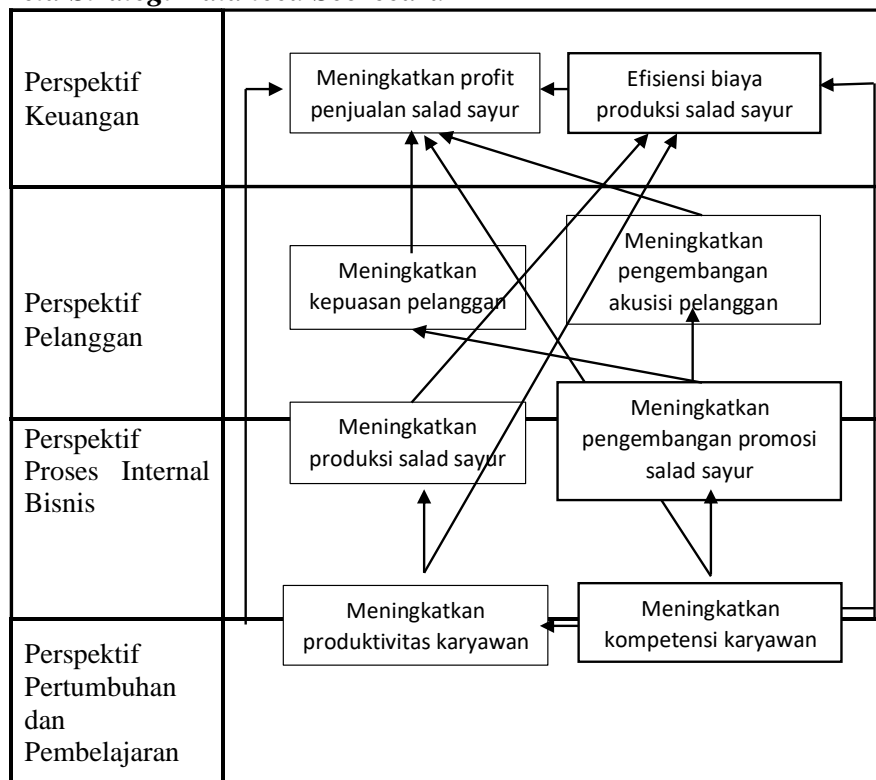 Perspektif
Keuangan
Meningkatkan profit
penjualan salad sayur
Efisiensi biaya
produksi salad sayur
Perspektif
Pelanggan
Meningkatkan
kepuasan pelanggan
Meningkatkan
pengembangan
akusisi pelanggan
Perspektif
Proses Internal
Bisnis
Meningkatkan
produksi salad sayur
Meningkatkan
pengembangan promosi
salad sayur
Perspektif
Pertumbuhan
dan
Pembelajaran
Meningkatkan
produktivitas karyawan
Meningkatkan
kompetensi karyawan